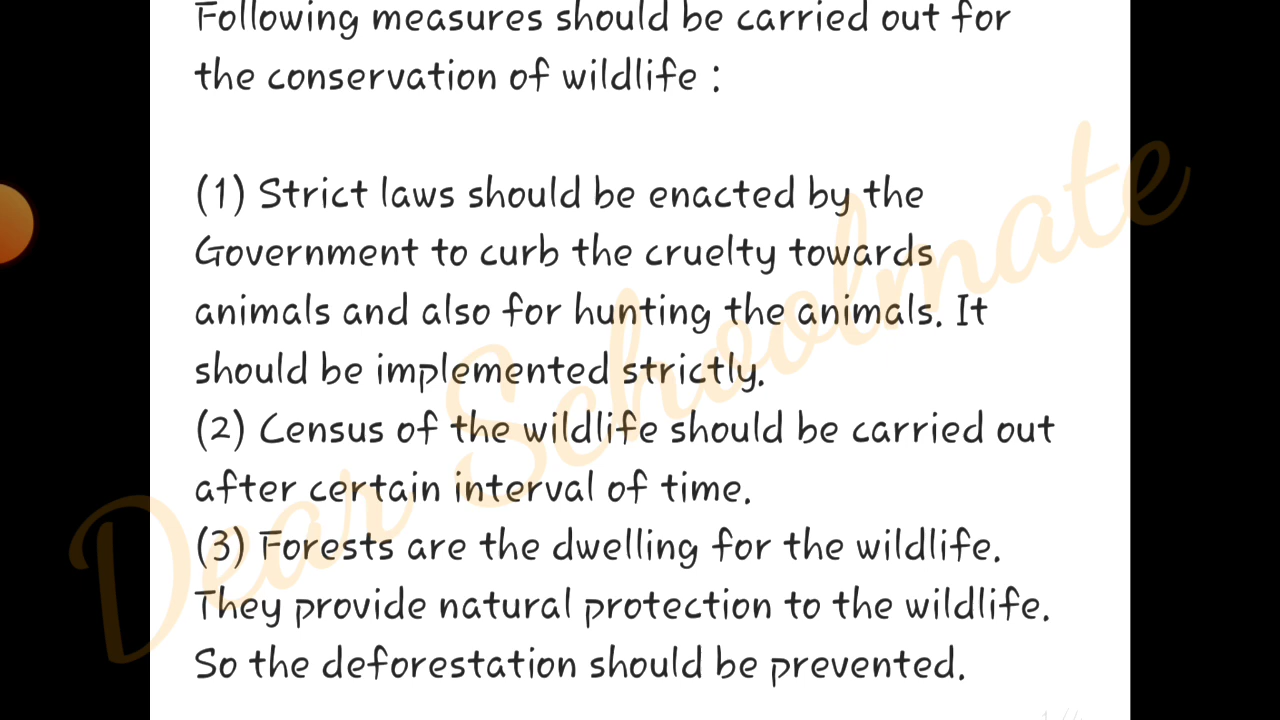 Following measures should be carried out for
the conservation of wildlife :
(1) Strict laws should be enacted by the
Government to curb the cruelty towards
animals and also for hunting the animals. It
should be implemented strictly.
(2) Census of the wildlife should be carried out
after certain interval of time.
(3) Forests are the dwelling for the wildlife.
They provide natural protection to the wildlife.
So the deforestation should be prevented.
Dear Schoolmate